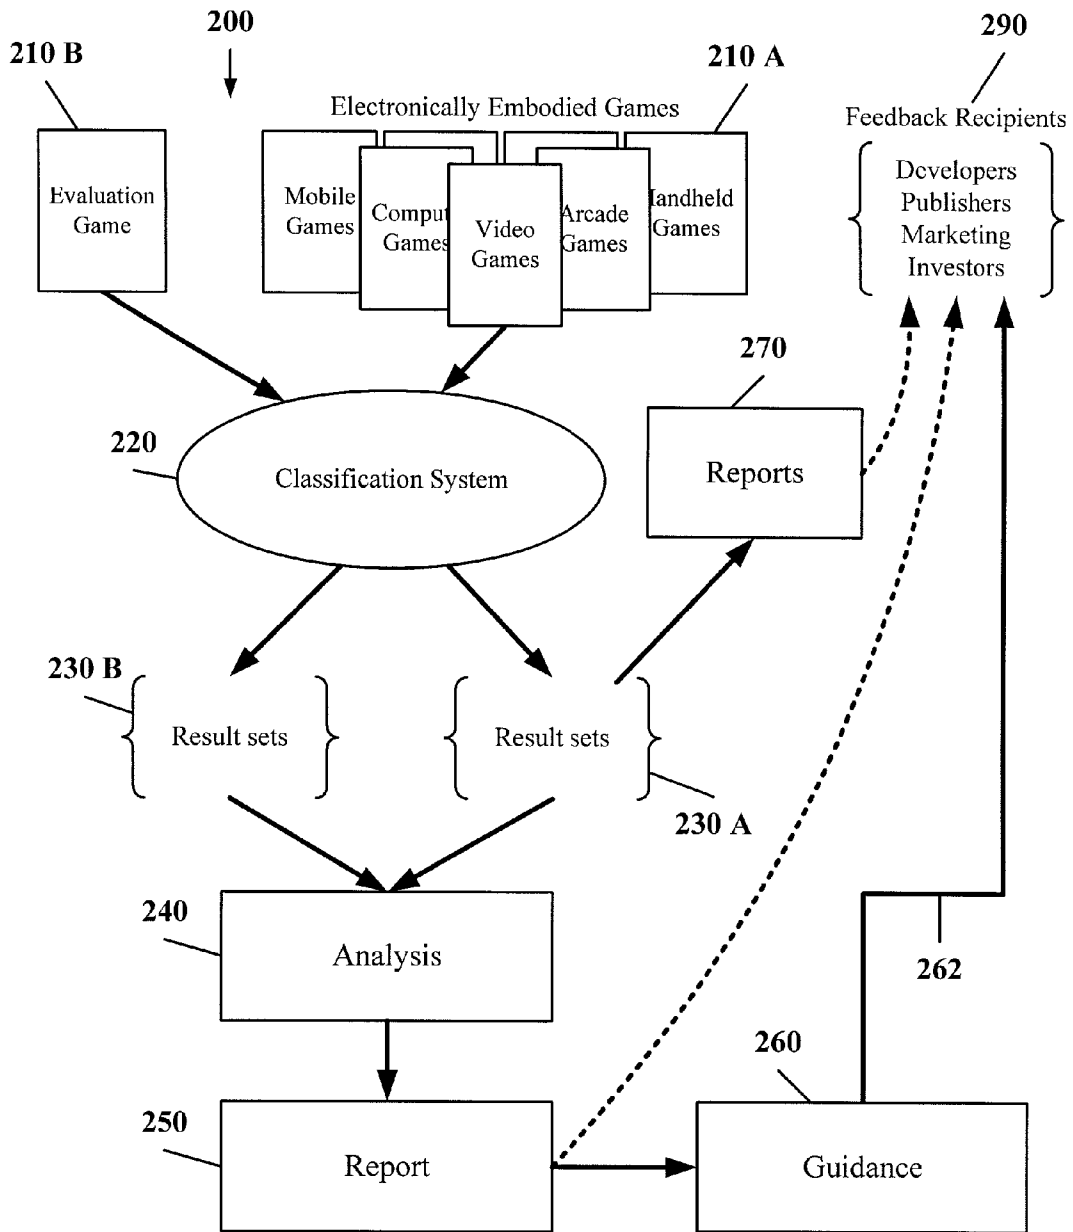 200
290
210 B
210 A
Electronically Embodied Games
Feedback Recipients
Evaluation
Game
Mobile
Games
Comput
Games
Video
Games
Arcade
Games
Handheld
Games
Developers
Publishers
Marketing
Investors
270
220
Classification System
Reports
230 B
Result sets
Result sets
230 A
240
Analysis
262
260
250
Report
Guidance